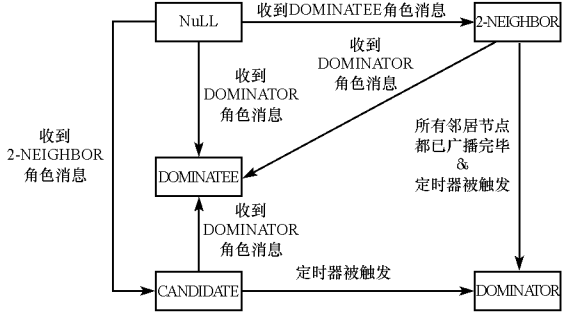 NuLL
收到DOMINATEE角色消息
2-NEIGHBOR
收到
DOMINATOR
角色消息
收到
DOMINATOR
角色消息
收到
2-NEIGHBOR
角色消息
所有邻居节点
都已广播完毕
&
定时器被触发
DOMINATEE
收到
DOMINATOR
角色消息
CANDIDATE
定时器被触发
DOMINATOR